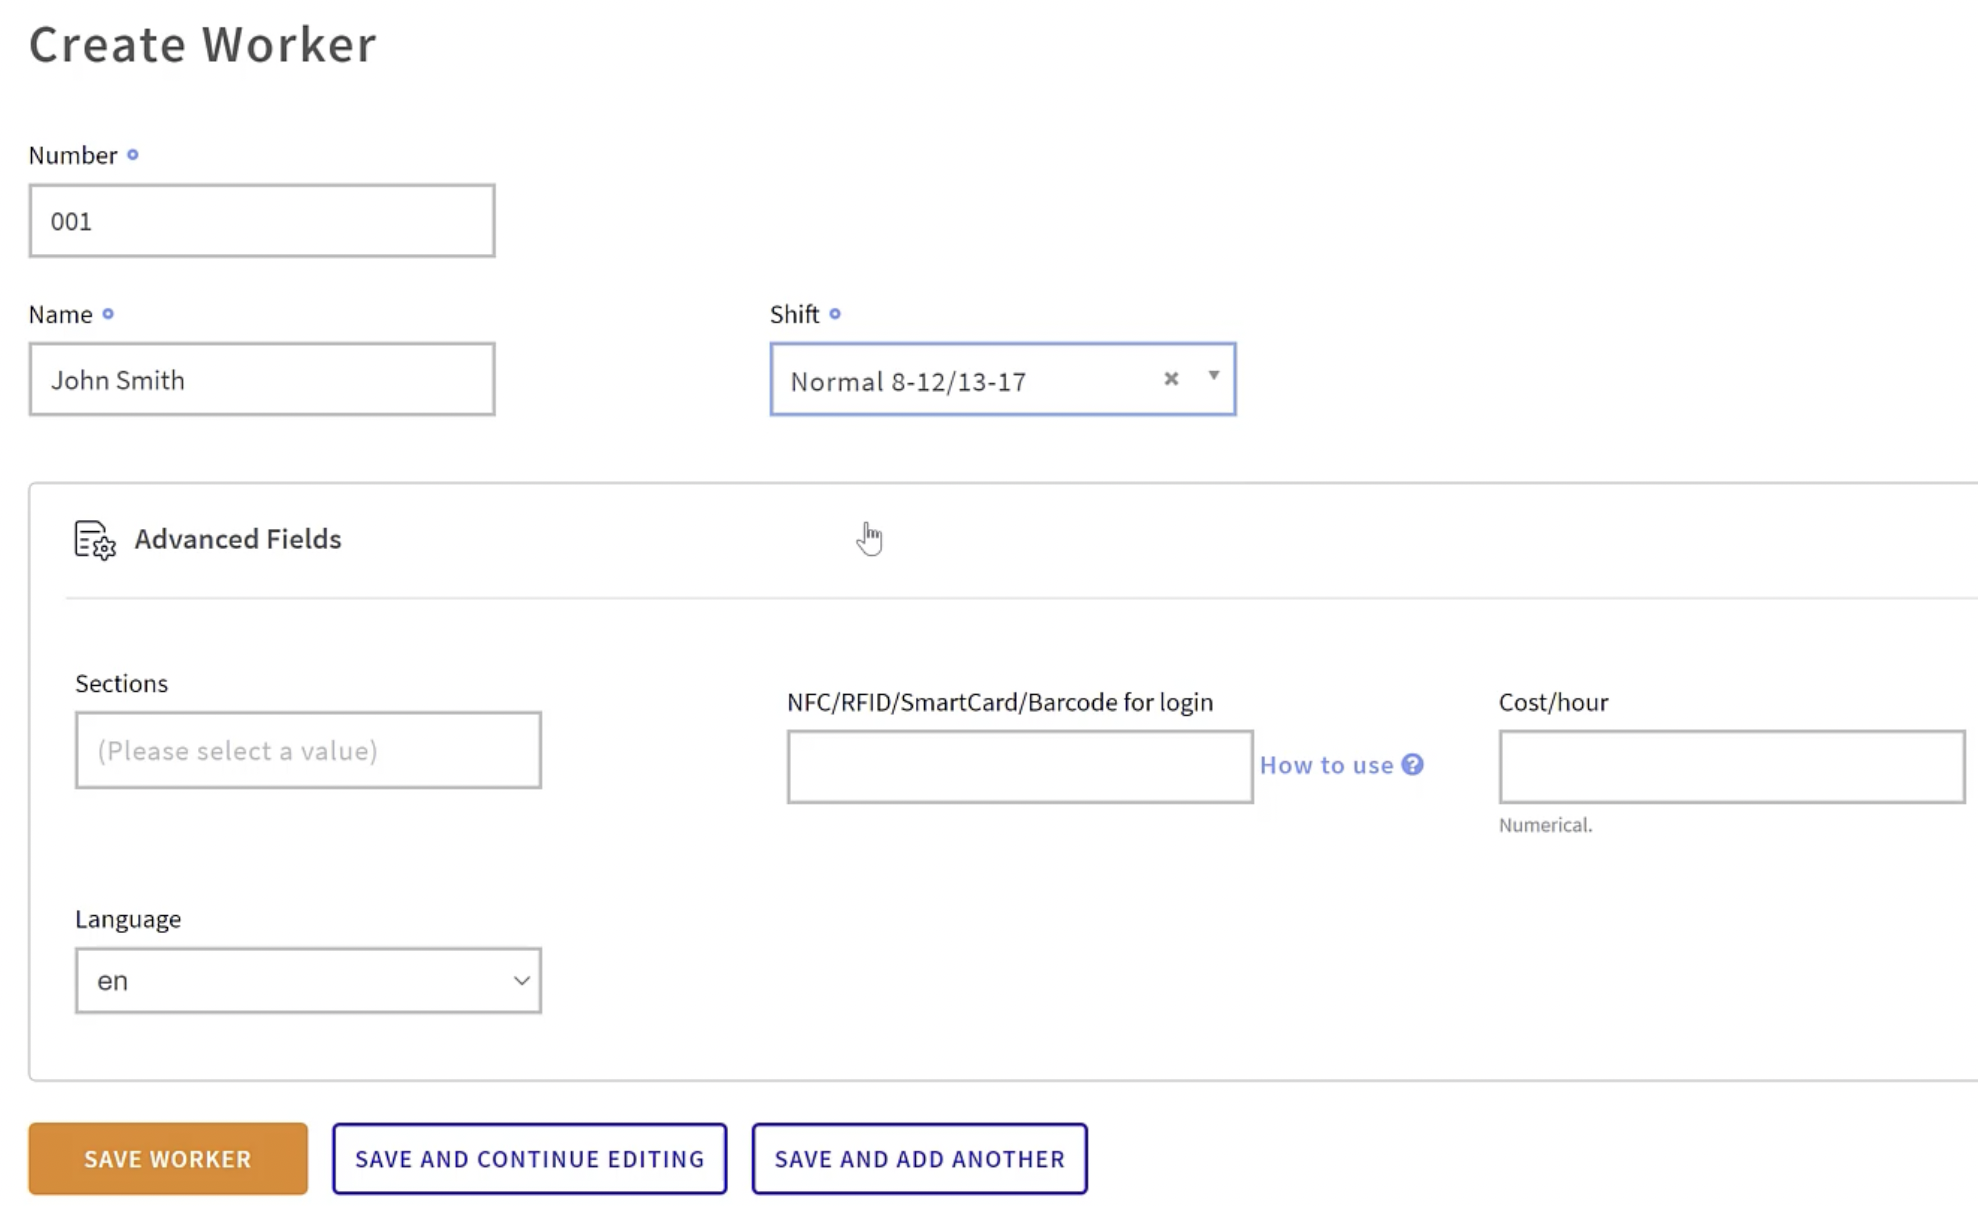 Create Worker
Number
001
Name
Shift
John Smith
Normal 8-12/13-17
Advanced Fields
Sections
NFC/RFID/SmartCard/Barcode for login
Cost/hour
(Please select a value)
How to use
Numerical.
Language
en
SAVE WORKER
SAVE AND CONTINUE EDITING
SAVE AND ADD ANOTHER